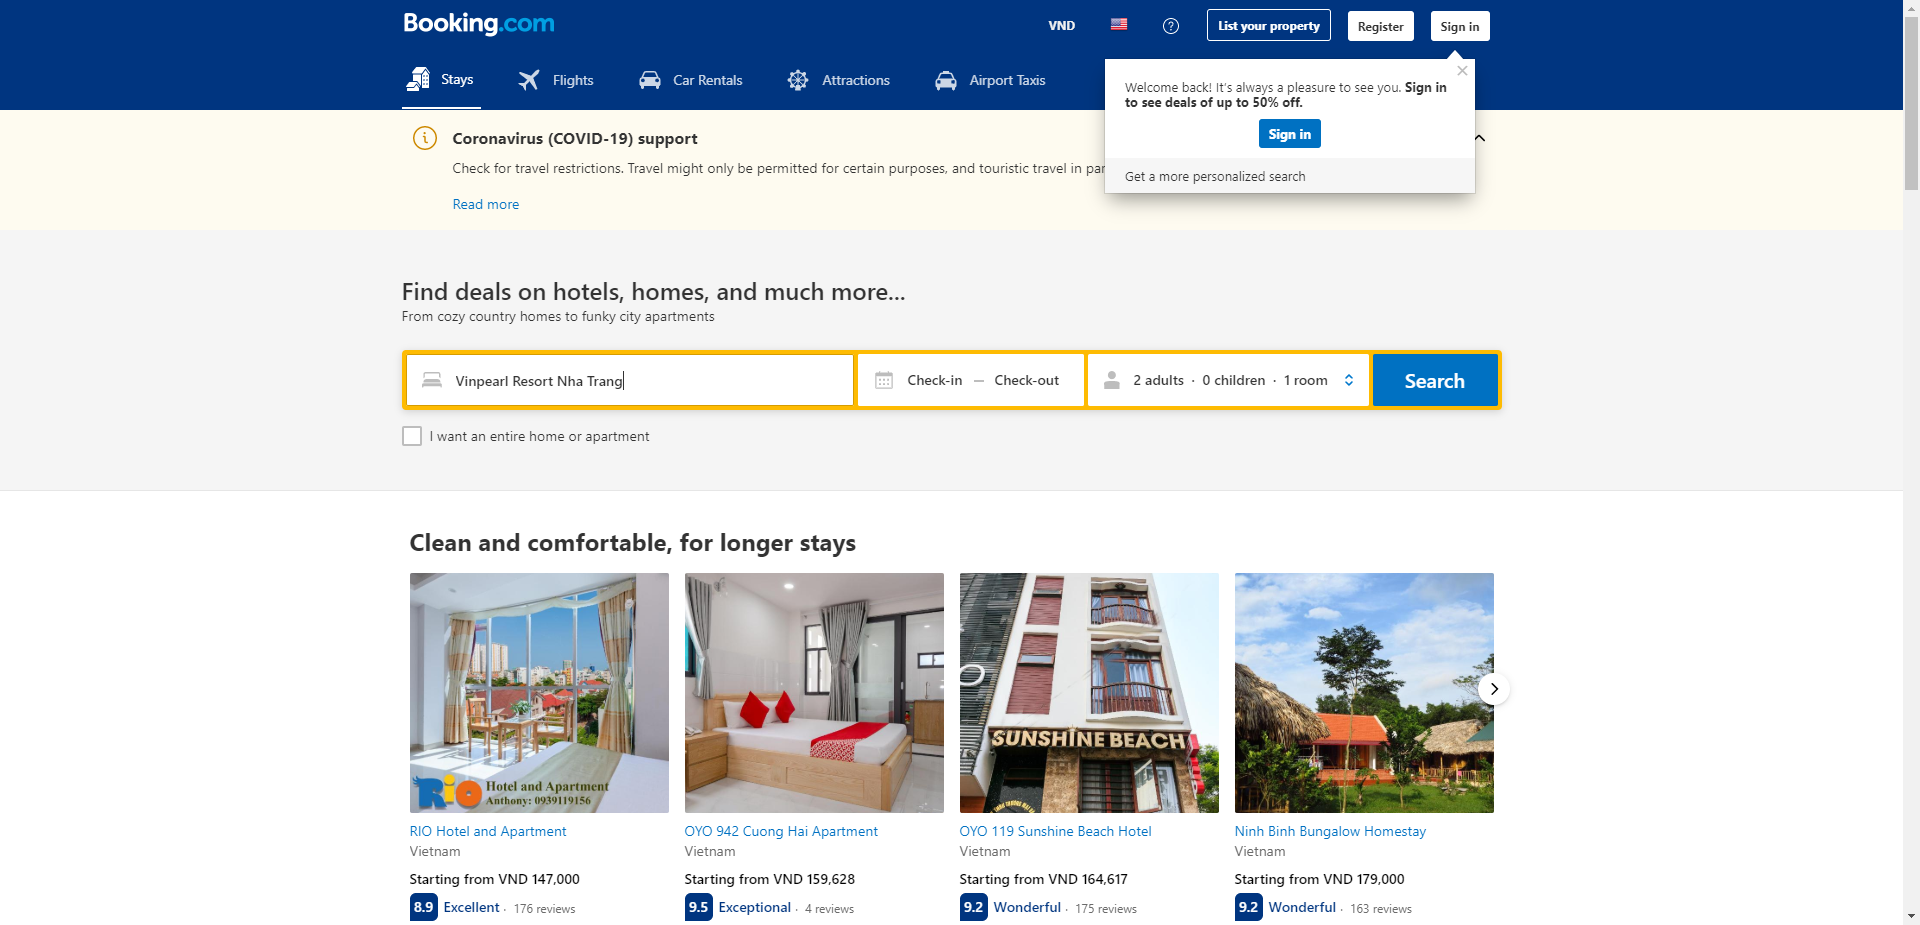 Booking.com
VND
List your property
Register
Sign in
Stays
Flights
Car Rentals
Attractions
Airport Taxis
Welcome back! It's always a pleasure to see you. Sign in
to see deals of up to 50% off.
Sign in
Get a more personalized search
Coronavirus (COVID-19) support
Check for travel restrictions. Travel might only be permitted for certain purposes, and touristic travel in par
Read more
Find deals on hotels, homes, and much more...
From cozy country homes to funky city apartments
Vinpearl Resort Nha Trang
Check-in — Check-out
2 adults · 0 children · 1 room
Search
I want an entire home or apartment
Clean and comfortable, for longer stays
RIO Hotel and Apartment
Anthony: 0939119156
SUNSHINE BEACH
RIO Hotel and Apartment
Vietnam
Starting from VND 147,000
8.9 Excellent · 176 reviews
OYO 942 Cuong Hai Apartment
Vietnam
Starting from VND 159,628
9.5 Exceptional · 4 reviews
OYO 119 Sunshine Beach Hotel
Vietnam
Starting from VND 164,617
9.2 Wonderful · 175 reviews
Ninh Binh Bungalow Homestay
Vietnam
Starting from VND 179,000
9.2 Wonderful · 163 reviews